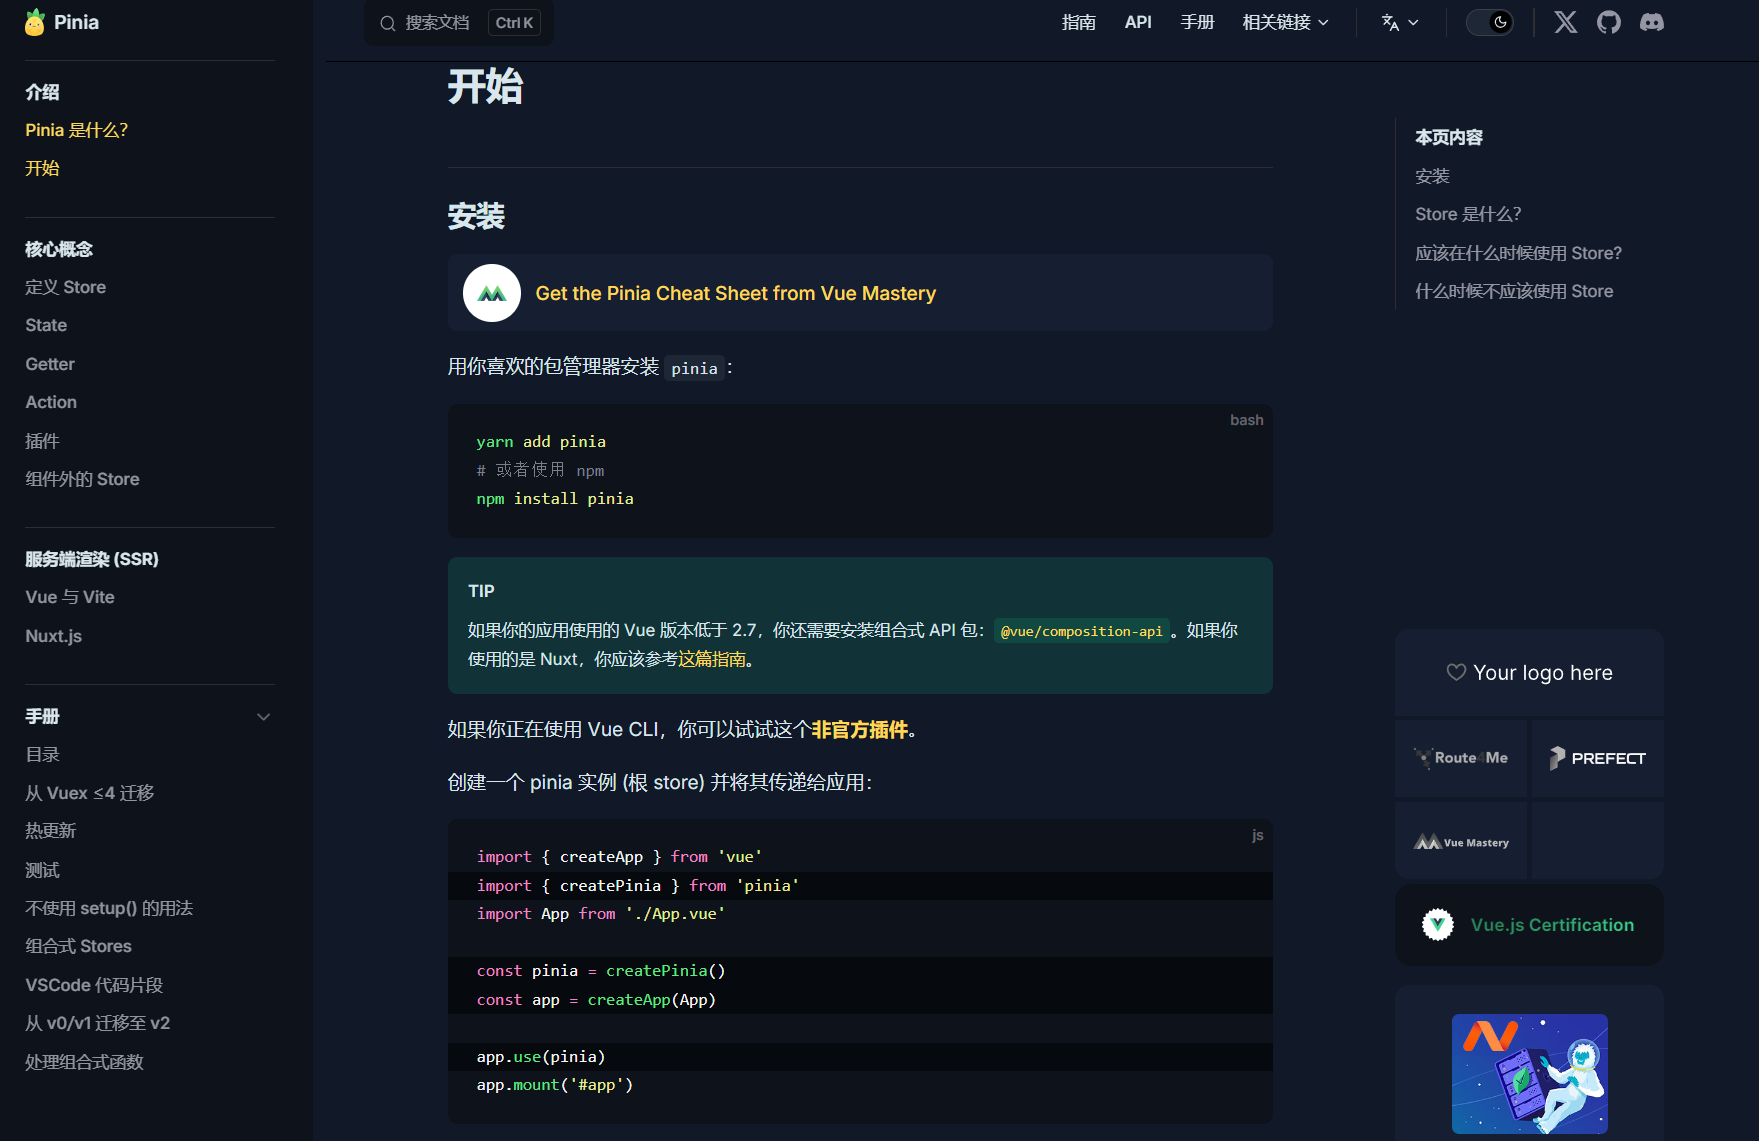 Pinia
搜索文档 Ctrl K
指南 API 手册 相关链接
介绍
Pinia 是什么？
开始
核心概念
定义 Store
State
Getter
Action
插件
组件外的 Store
服务端渲染 (SSR)
Vue 与 Vite
Nuxt.js
手册
目录
从 Vuex ≤4 迁移
热更新
测试
不使用 setup() 的用法
组合式 Stores
VSCode 代码片段
从 v0/v1 迁移至 v2
处理组合式函数
开始
安装
Get the Pinia Cheat Sheet from Vue Mastery
用你喜欢的包管理器安装 pinia：
bash
yarn add pinia
# 或者使用 npm
npm install pinia
TIP
如果你的应用使用的 Vue 版本低于 2.7，你还需要安装组合式 API 包：@vue/composition-api。如果你
使用的是 Nuxt，你应该参考这篇指南。
如果你正在使用 Vue CLI，你可以试试这个非官方插件。
创建一个 pinia 实例 (根 store) 并将其传递给应用：
js
import { createApp } from 'vue'
import { createPinia } from 'pinia'
import App from './App.vue'
const pinia = createPinia()
const app = createApp(App)
app.use(pinia)
app.mount('#app')
本页内容
安装
Store 是什么？
应该在什么时候使用 Store?
什么时候不应该使用 Store
Your logo here
Route4Me
PREFECT
Vue Mastery
Vue.js Certification